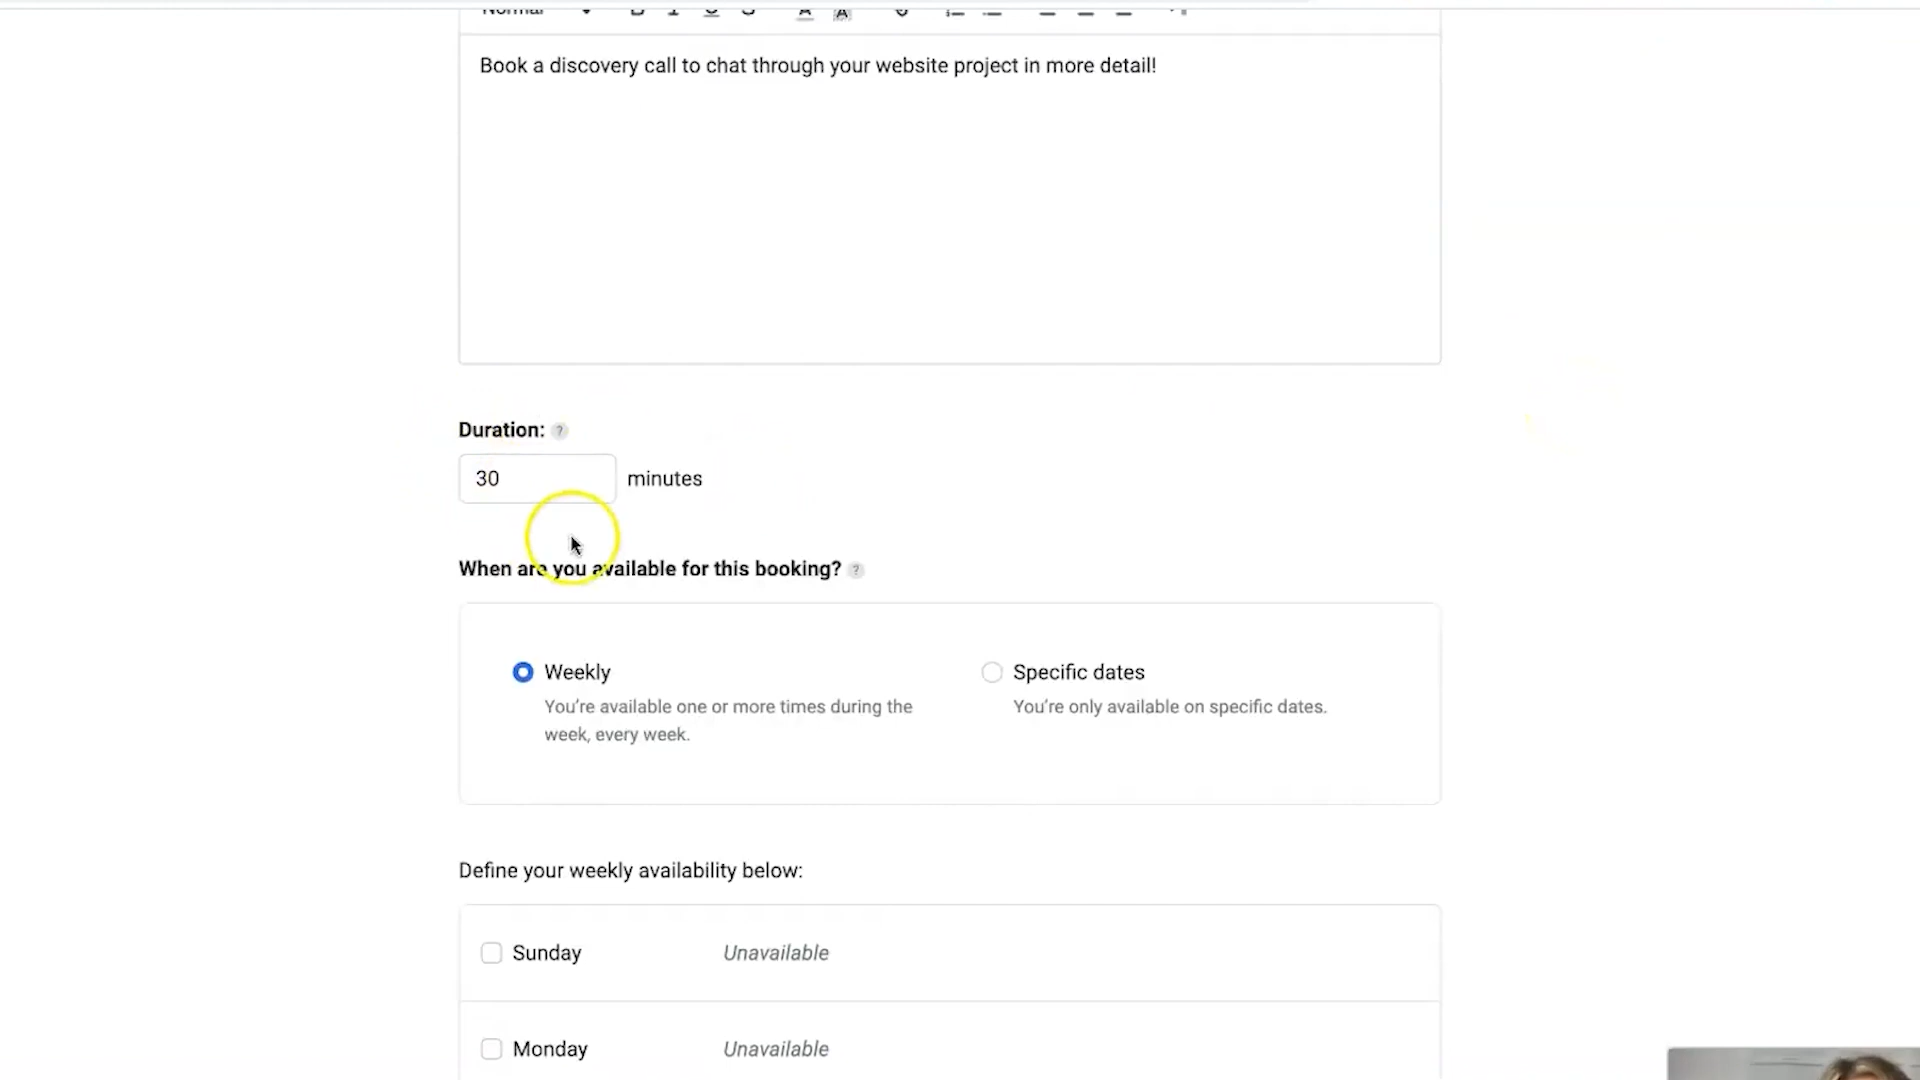 Normal
Book a discovery call to chat through your website project in more detail!
Duration: ?
30 minutes
When are you available for this booking? ?
Weekly
You're available one or more times during the
week, every week.
Specific dates
You're only available on specific dates.
Define your weekly availability below:
Sunday Unavailable
Monday Unavailable